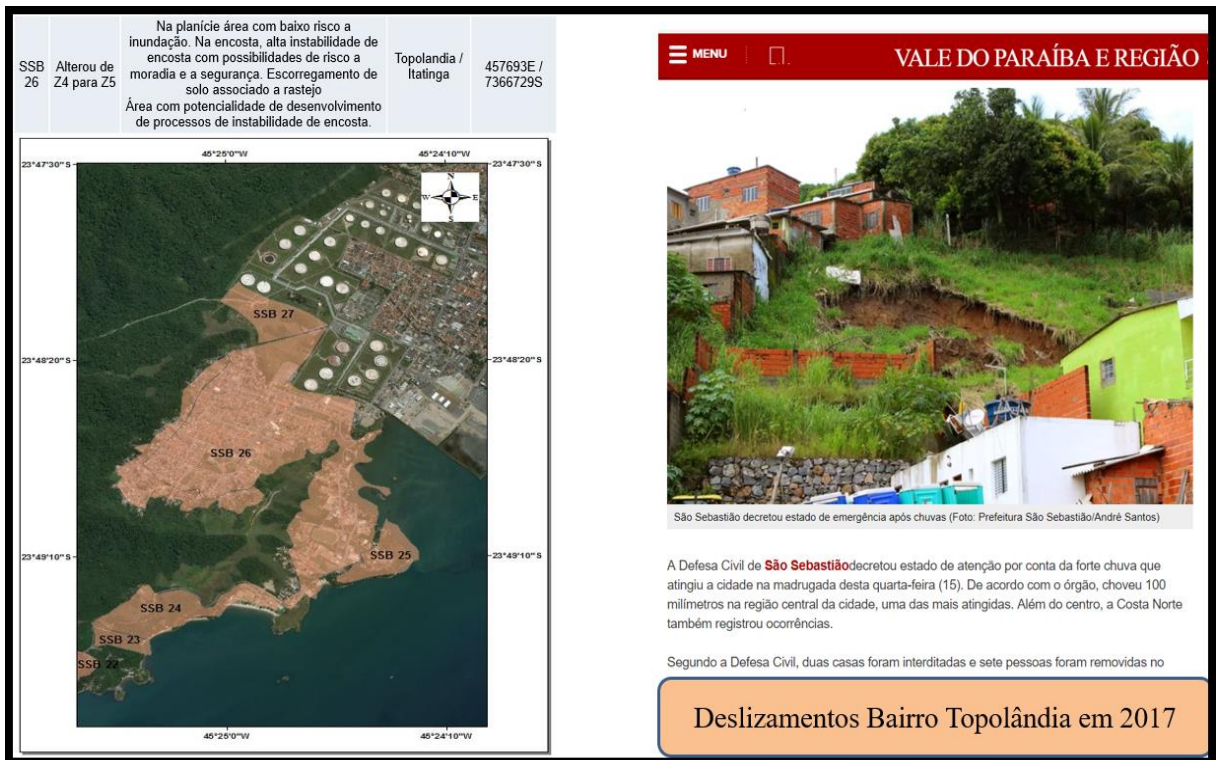 SSB 26
Alterou de Z4 para Z5
Na planície área com baixo risco a
inundação. Na encosta, alta instabilidade de
encosta com possibilidades de risco a
moradia e a segurança. Escorregamento de
solo associado a rastejo
Área com potencialidade de desenvolvimento
de processos de instabilidade de encosta.
Topolandia /
Itatinga
457693E /
7366729S
45°25'0"W
45°24'10"W
23°47'30"S
23°47'30"S
N
W
E
S
SSB 27
23°48'20"S
23°48'20"S
SSB 26
23°49'10"S
SSB 25
23°49'10"S
SSB 24
SSB 23
SSB 22
45°25'0"W
45°24'10"W
MENU
VALE DO PARAÍBA E REGIÃO
São Sebastião decretou estado de emergência após chuvas (Foto: Prefeitura São Sebastião/André Santos)
A Defesa Civil de São Sebastiãodecretou estado de atenção por conta da forte chuva que
atingiu a cidade na madrugada desta quarta-feira (15). De acordo com o órgão, choveu 100
milímetros na região central da cidade, uma das mais atingidas. Além do centro, a Costa Norte
também registrou ocorrências.
Segundo a Defesa Civil, duas casas foram interditadas e sete pessoas foram removidas no
Deslizamentos Bairro Topolândia em 2017